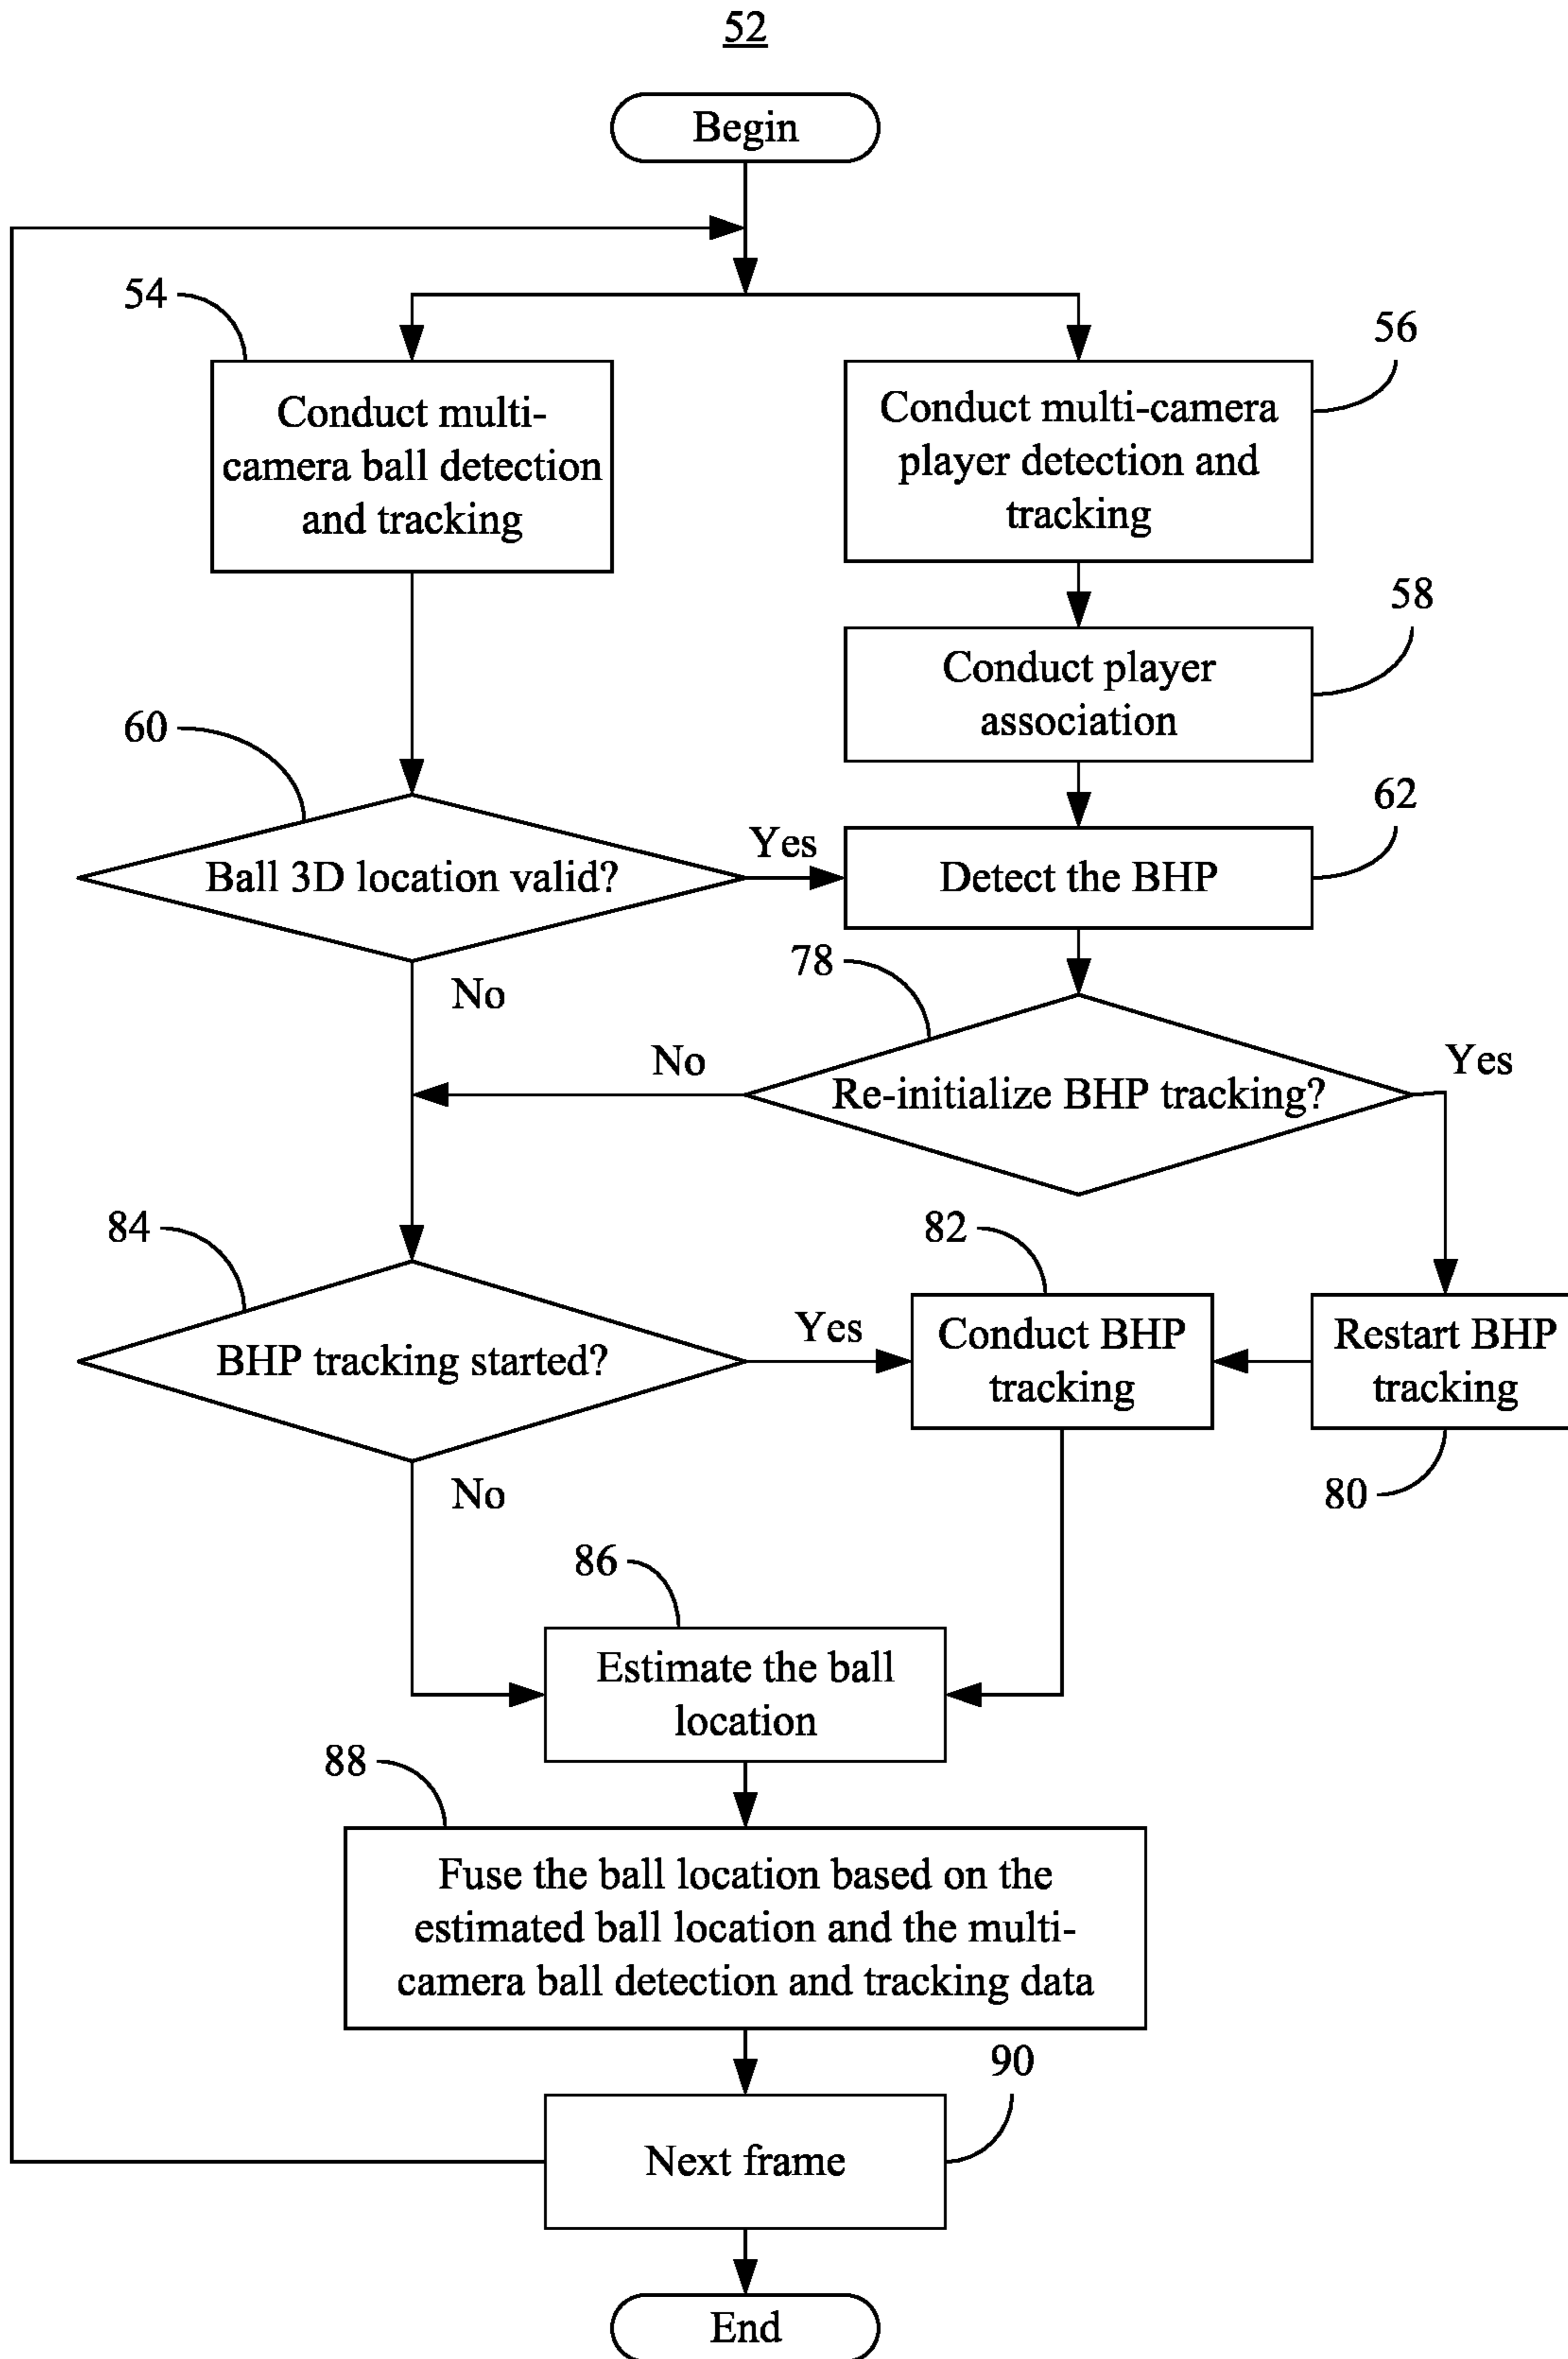 52
Begin
54
56
Conduct multi-
camera ball detection
and tracking
Conduct multi-camera
player detection and
tracking
58
Conduct player
association
60
62
Ball 3D location valid?
Yes
Detect the BHP
No
78
No
Re-initialize BHP tracking?
Yes
84
82
BHP tracking started?
Yes
Conduct BHP
tracking
Restart BHP
tracking
80
No
86
Estimate the ball
location
88
Fuse the ball location based on the
estimated ball location and the multi-
camera ball detection and tracking data
90
Next frame
End